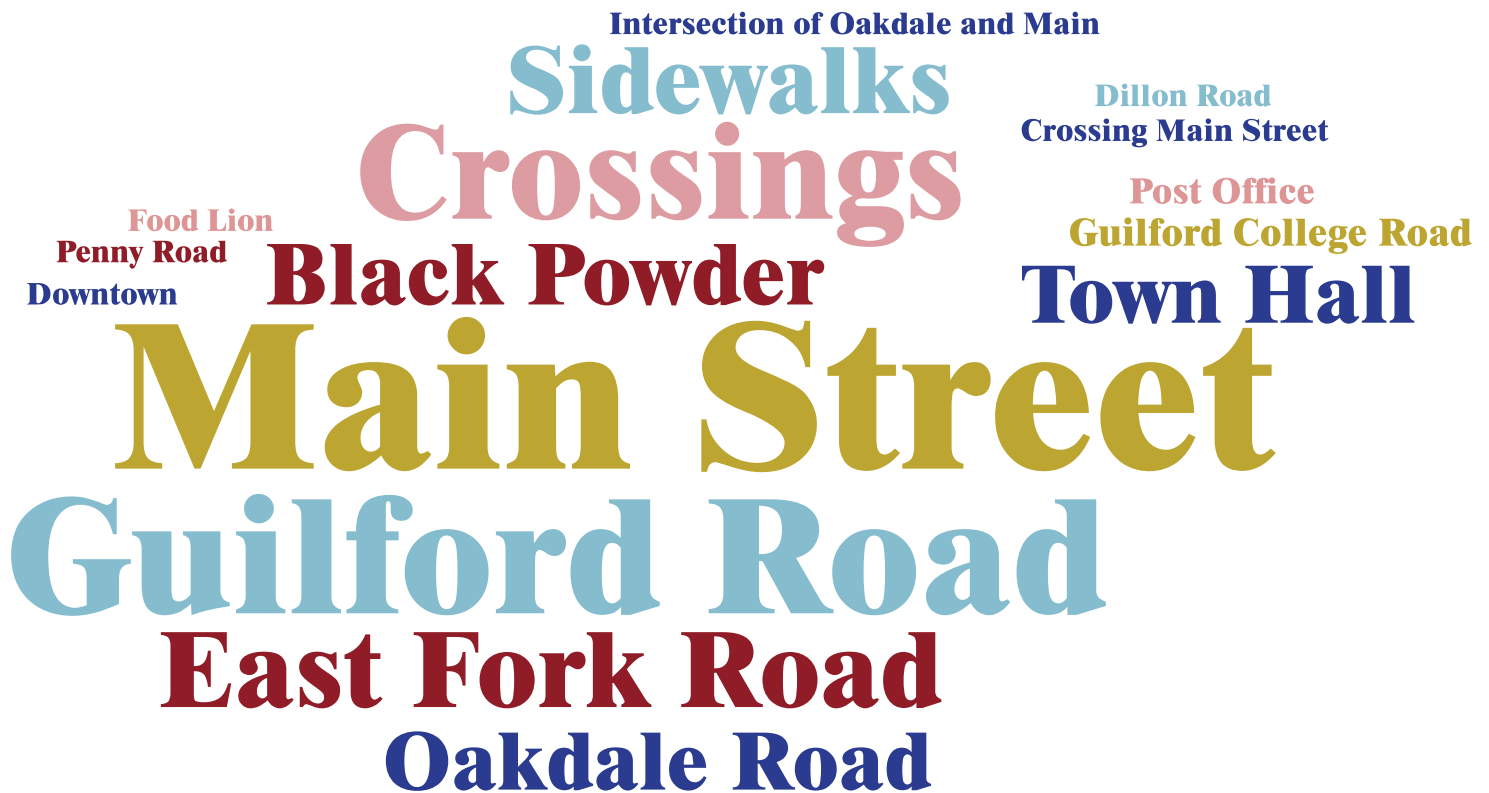 Intersection of Oakdale and Main
Sidewalks
Dillon Road
Crossing Main Street
Crossings
Post Office
Food Lion
Guilford College Road
Penny Road
Black Powder
Town Hall
Downtown
Main Street
Guilford Road
East Fork Road
Oakdale Road